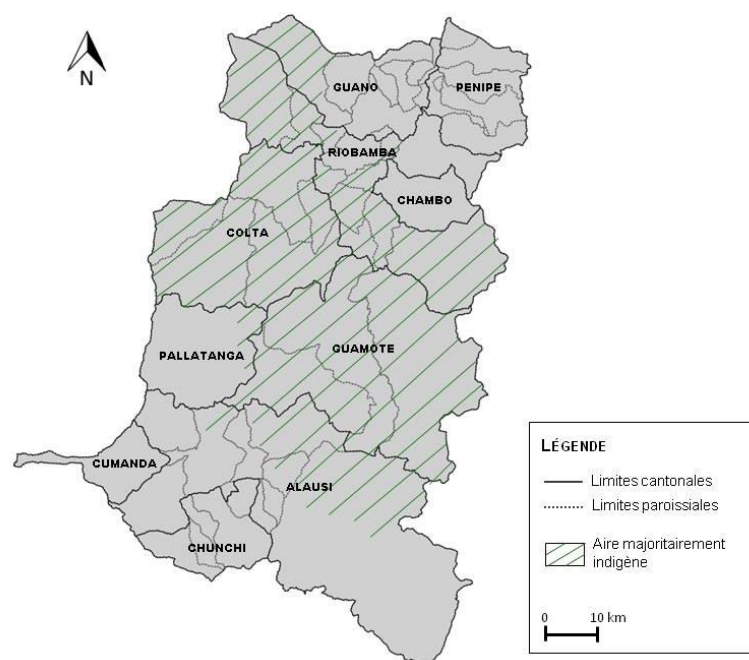 N
GUANO
PENIPE
RIOBAMBA
CHAMBO
COLTA
GUAMOTE
PALLATANGA
CUMANDA
ALAUSI
CHUNCHI
LÉGENDE
Limites cantonales
Limites paroissiales
Aire majoritairement
indigène
0 10 km